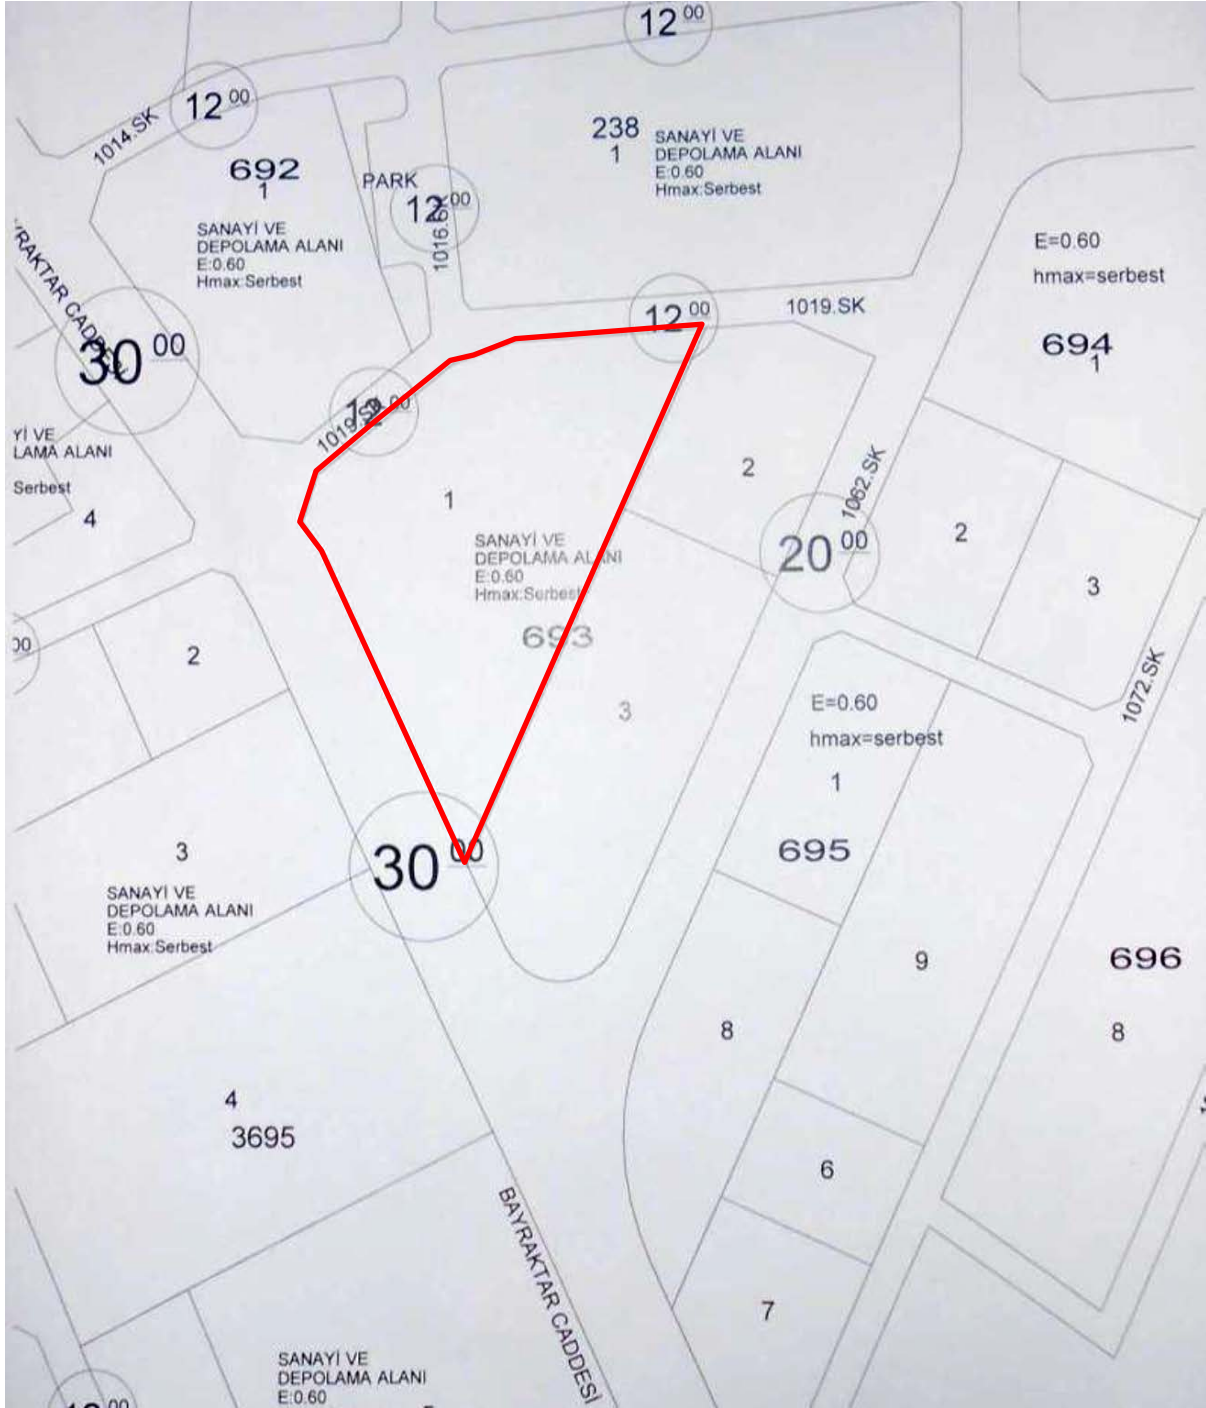 12 00
12 00
1014.SK
238
1
SANAYİ VE
DEPOLAMA ALANI
E:0.60
Hmax:Serbest
692
1
PARK
12 00
1016.SK
SANAYİ VE
DEPOLAMA ALANI
E:0.60
Hmax:Serbest
E=0.60
hmax=serbest
694
1
30 00
12 00
1019.SK
1019.SK
Yİ VE
LAMA ALANI
Serbest
4
1
2
SANAYİ VE
DEPOLAMA ALANI
E:0.60
Hmax:Serbest
693
3
1062.SK
20 00
2
3
00
2
1072.SK
E=0.60
hmax=serbest
1
695
30 00
3
SANAYİ VE
DEPOLAMA ALANI
E:0.60
Hmax:Serbest
9
696
8
8
4
3695
6
BAYRAKTAR CADDESİ
7
SANAYİ VE
DEPOLAMA ALANI
E:0.60